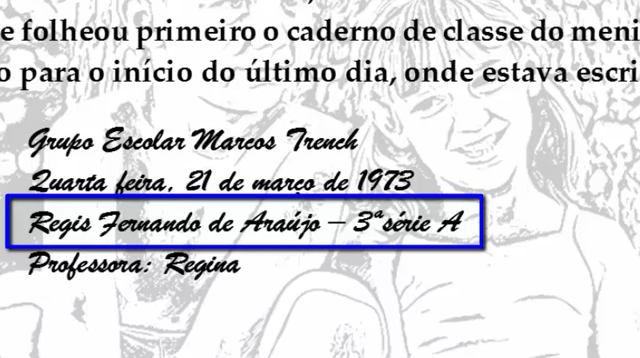 e folheou primeiro o caderno de classe do meni
o para o início do último dia, onde estava escri
Grupo Escolar Marcos Trench
Quarta feira, 21 de março de 1973
Regis Fernando de Araújo – 3ª série A
Professora: Regina